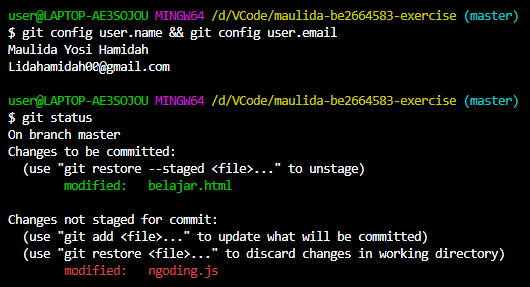 user@LAPTOP-AE3SOJOU MINGW64 /d/VCode/maulida-be2664583-exercise (master)
$ git config user.name && git config user.email
Maulida Yosi Hamidah
Lidahamidah00@gmail.com
user@LAPTOP-AE3SOJOU MINGW64 /d/VCode/maulida-be2664583-exercise (master)
$ git status
On branch master
Changes to be committed:
  (use "git restore --staged <file>..." to unstage)
        modified:   belajar.html
Changes not staged for commit:
  (use "git add <file>..." to update what will be committed)
  (use "git restore <file>..." to discard changes in working directory)
        modified:   ngoding.js